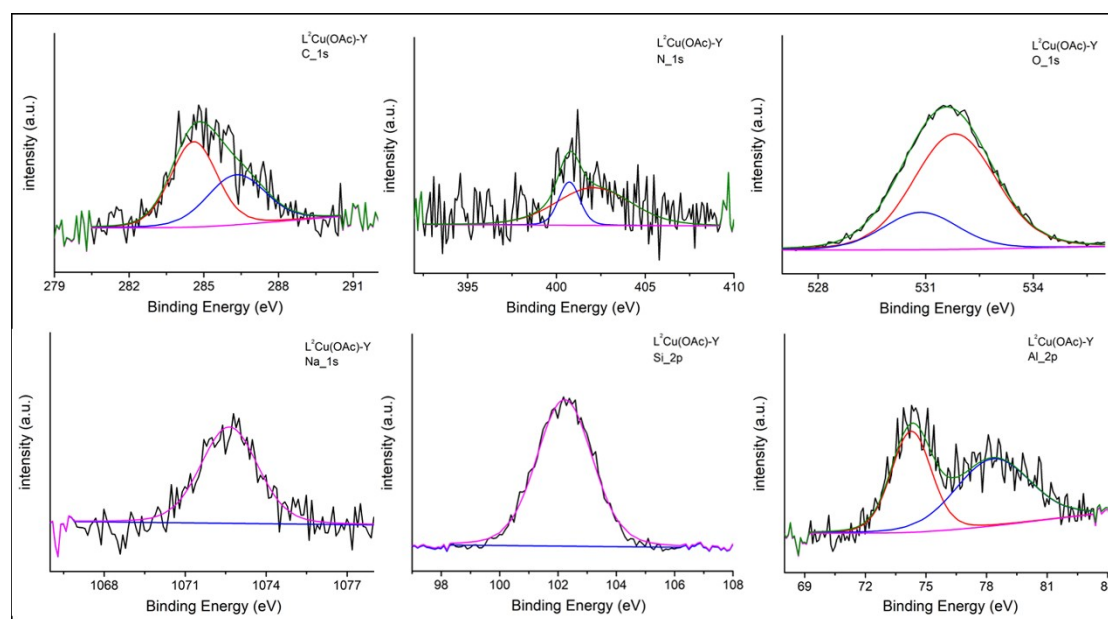 L²Cu(OAc)-Y
C_1s
intensity (a.u.)
279 282 285 288 291
Binding Energy (eV)
L²Cu(OAc)-Y
N_1s
intensity (a.u.)
395 400 405 410
Binding Energy (eV)
L²Cu(OAc)-Y
O_1s
intensity (a.u.)
528 531 534
Binding Energy (eV)
L²Cu(OAc)-Y
Na_1s
intensity (a.u.)
1068 1071 1074 1077
Binding Energy (eV)
L²Cu(OAc)-Y
Si_2p
intensity (a.u.)
98 100 102 104 106 108
Binding Energy (eV)
L²Cu(OAc)-Y
Al_2p
intensity (a.u.)
69 72 75 78 81
Binding Energy (eV)